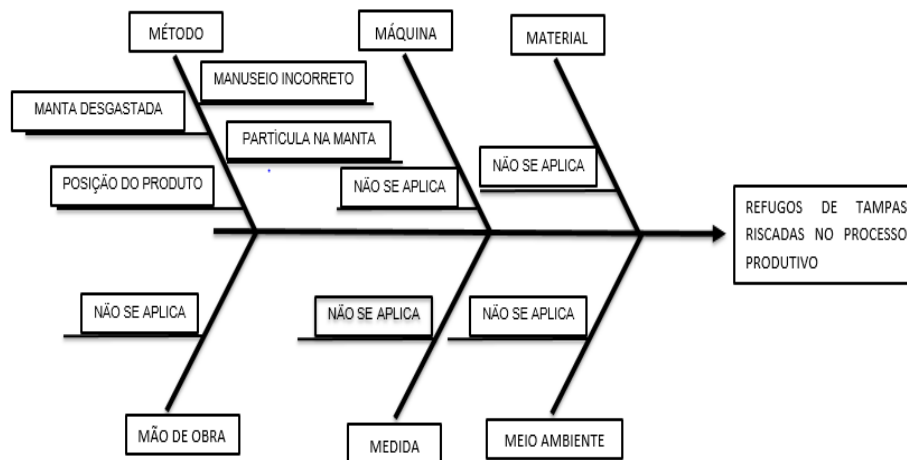 MÉTODO
MÁQUINA
MATERIAL
MANUSEIO INCORRETO
MANTA DESGASTADA
PARTÌCULA NA MANTA
POSIÇÃO DO PRODUTO
NÃO SE APLICA
NÃO SE APLICA
REFUGOS DE TAMPAS
RISCADAS NO PROCESSO
PRODUTIVO
NÃO SE APLICA
NÃO SE APLICA
NÃO SE APLICA
MÃO DE OBRA
MEDIDA
MEIO AMBIENTE